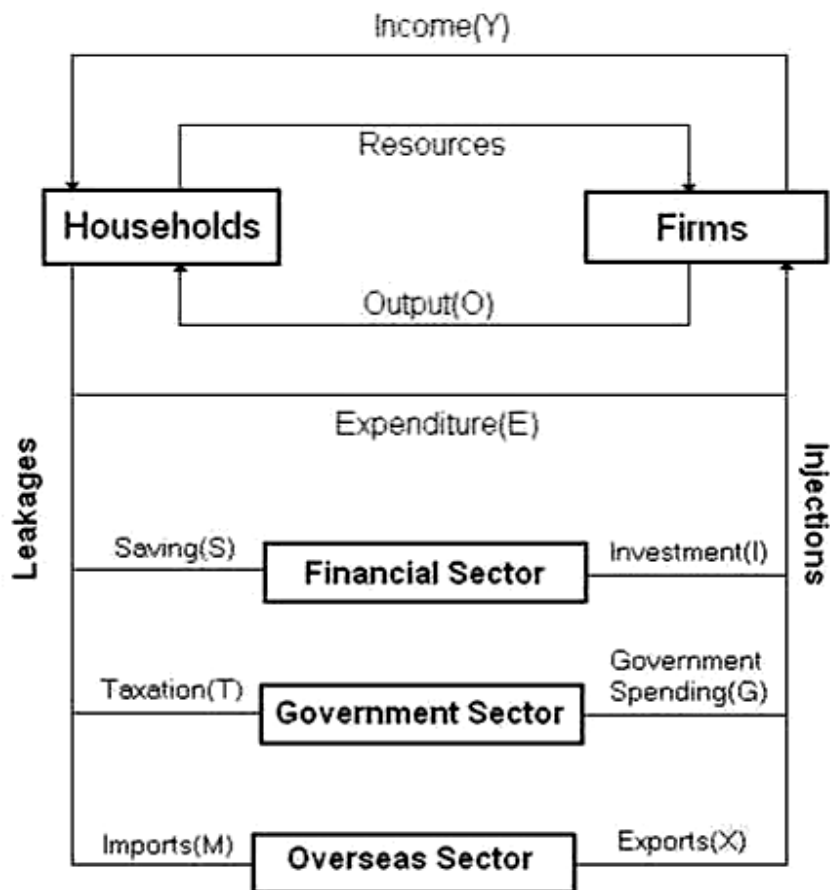 Income(Y)
Resources
Households
Firms
Output(O)
Expenditure(E)
Leakages
Injections
Saving(S)
Financial Sector
Investment(I)
Taxation(T)
Government Sector
Government
Spending(G)
Imports(M)
Overseas Sector
Exports(X)